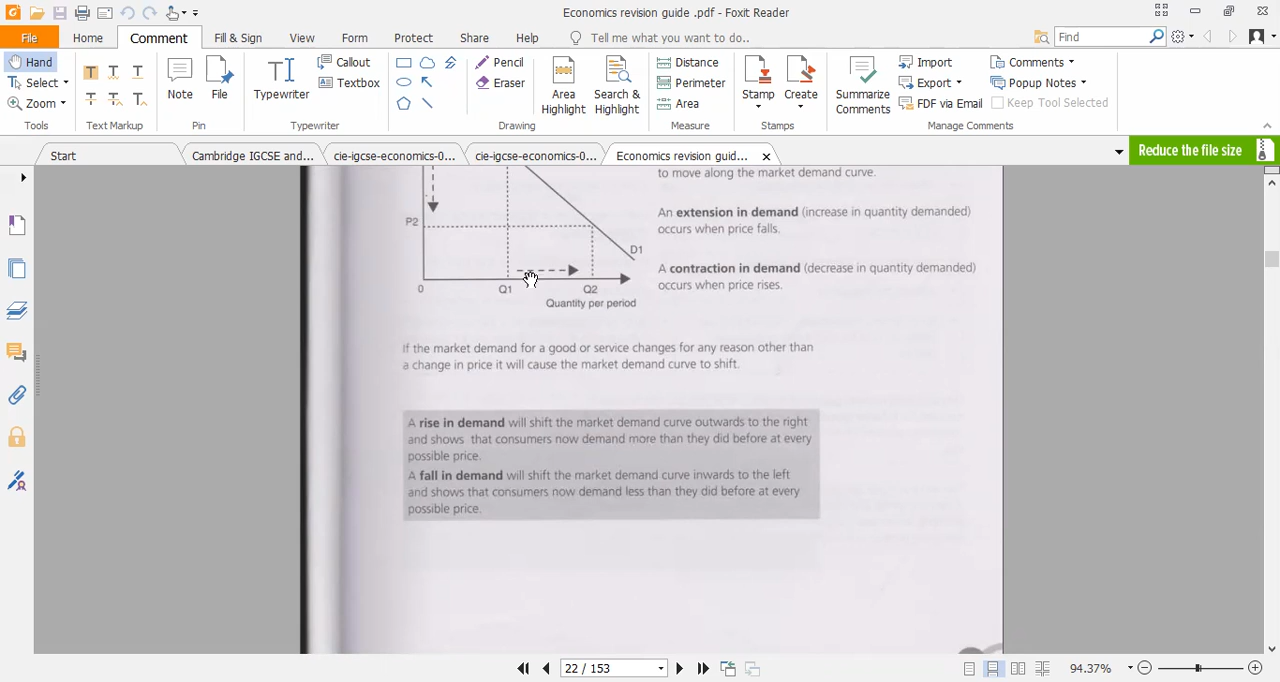 Economics revision guide .pdf - Foxit Reader
File Home Comment Fill & Sign View Form Protect Share Help Tell me what you want to do.. Find
Hand
Select
Zoom
Tools
Text Markup
Note
File
Pin
Typewriter
Callout
Textbox
Typewriter
Pencil
Eraser
Area
Highlight
Search &
Highlight
Drawing
Distance
Perimeter
Area
Measure
Stamp
Create
Stamps
Summarize
Comments
Import
Export
FDF via Email
Comments
Popup Notes
Keep Tool Selected
Manage Comments
Start
Cambridge IGCSE and...
cie-igcse-economics-0...
cie-igcse-economics-0...
Economics revision guid...
Reduce the file size
to move along the market demand curve.
P2
D1
0
Q1
Q2
Quantity per period
An extension in demand (increase in quantity demanded)
occurs when price falls.
A contraction in demand (decrease in quantity demanded)
occurs when price rises.
If the market demand for a good or service changes for any reason other than
a change in price it will cause the market demand curve to shift.
A rise in demand will shift the market demand curve outwards to the right
and shows that consumers now demand more than they did before at every
possible price.
A fall in demand will shift the market demand curve inwards to the left
and shows that consumers now demand less than they did before at every
possible price.
22 / 153
94.37%